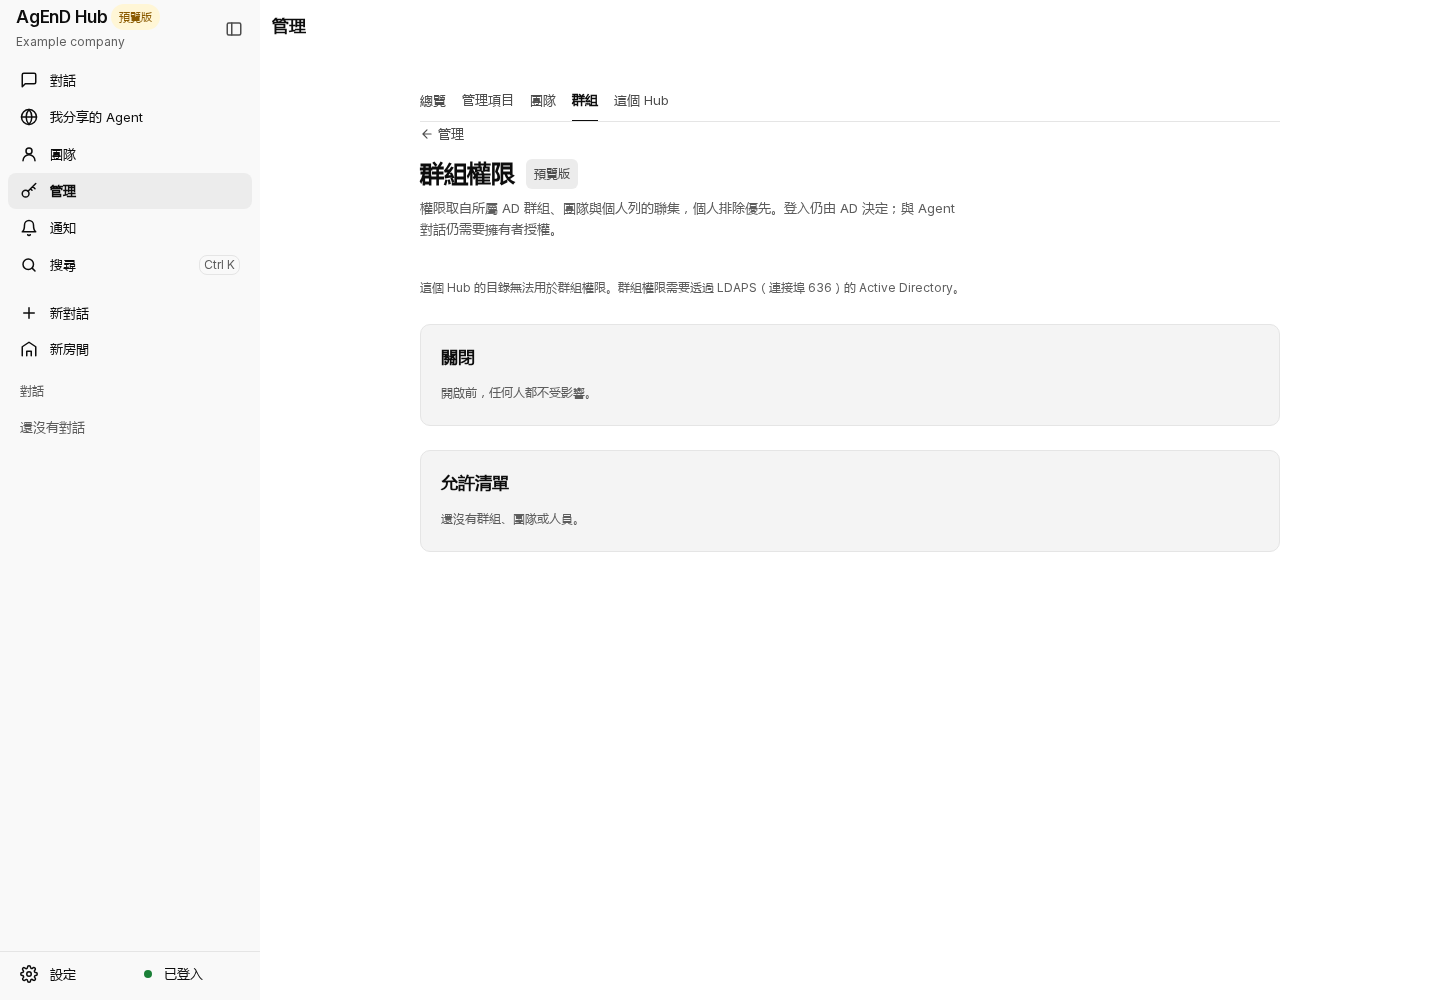 AgEnD Hub 預覽版
Example company
對話
我分享的 Agent
團隊
管理
通知
搜尋 Ctrl K
新對話
新房間
對話
還沒有對話
設定 已登入
管理
總覽 管理項目 團隊 群組 這個 Hub
管理
群組權限 預覽版
權限取自所屬 AD 群組、團隊與個人列的聯集，個人排除優先。登入仍由 AD 決定；與 Agent
對話仍需要擁有者授權。
這個 Hub 的目錄無法用於群組權限。群組權限需要透過 LDAPS（連接埠 636）的 Active Directory。
關閉
開啟前，任何人都不受影響。
允許清單
還沒有群組、團隊或人員。